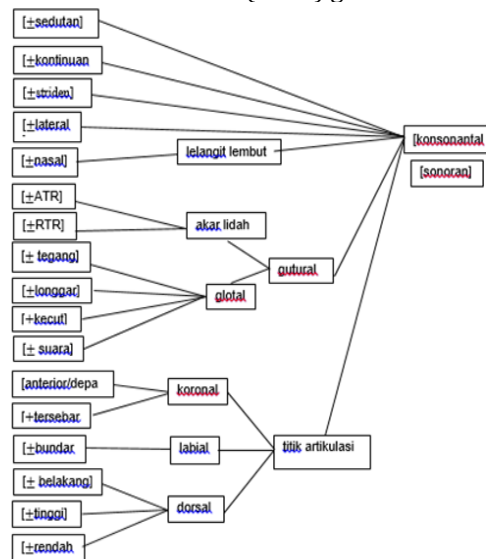 [±sedutan]
[±kontinuan
[±striden]
[±lateral
[±nasal]
lelangit lembut
[konsonantal
[sonoran]
[±ATR]
[±RTR]
akar lidah
[± tegang]
[±longgar]
[+kecut]
[± suara]
glotal
gutural
[anterior/depa
[+tersebar
koronal
[±bundar
labial
titik artikulasi
[± belakang]
[±tinggi]
[±rendah
dorsal